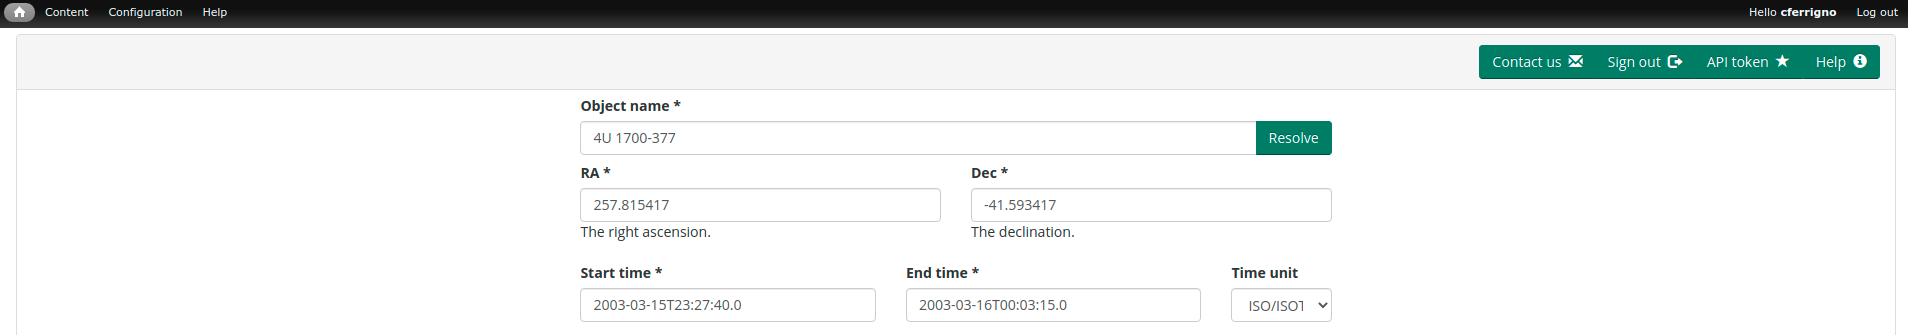 Content Configuration Help Hello cferrigno Log out
Contact us Sign out API token Help
Object name *
4U 1700-377 Resolve
RA * Dec *
257.815417 -41.593417
The right ascension. The declination.
Start time * End time * Time unit
2003-03-15T23:27:40.0 2003-03-16T00:03:15.0 ISO/ISOT